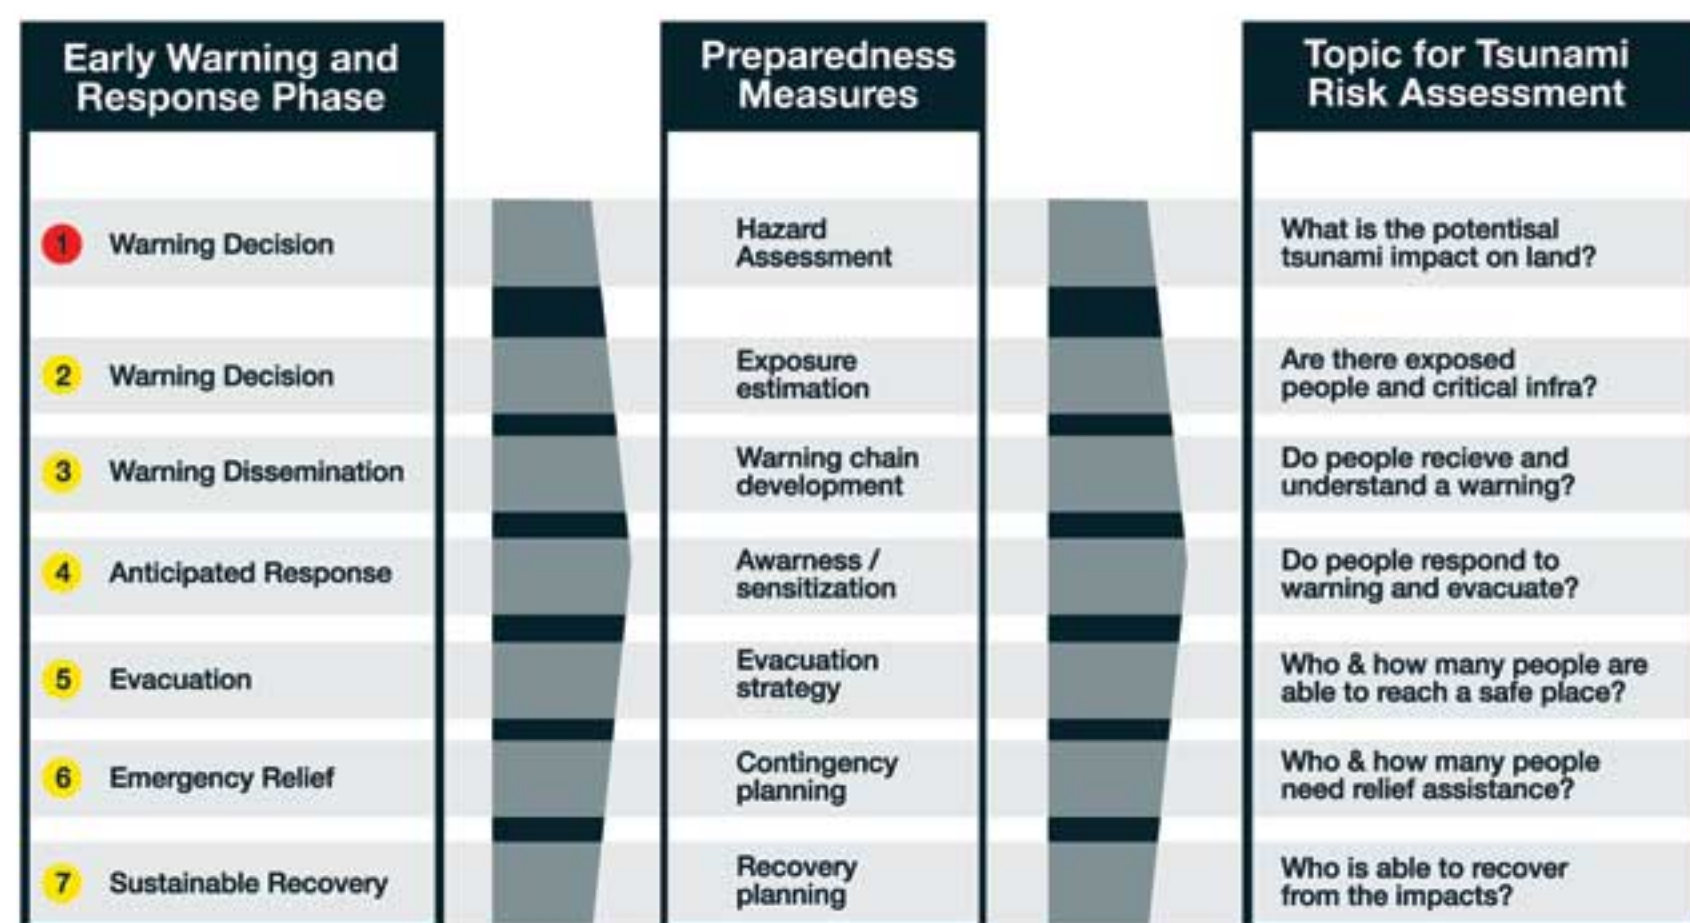 Early Warning and
Response Phase
Preparedness
Measures
Topic for Tsunami
Risk Assessment
1 Warning Decision
Hazard
Assessment
What is the potentisal
tsunami impact on land?
2 Warning Decision
Exposure
estimation
Are there exposed
people and critical infra?
3 Warning Dissemination
Warning chain
development
Do people recieve and
understand a warning?
4 Anticipated Response
Awarness /
sensitization
Do people respond to
warning and evacuate?
5 Evacuation
Evacuation
strategy
Who & how many people are
able to reach a safe place?
6 Emergency Relief
Contingency
planning
Who & how many people
need relief assistance?
7 Sustainable Recovery
Recovery
planning
Who is able to recover
from the impacts?